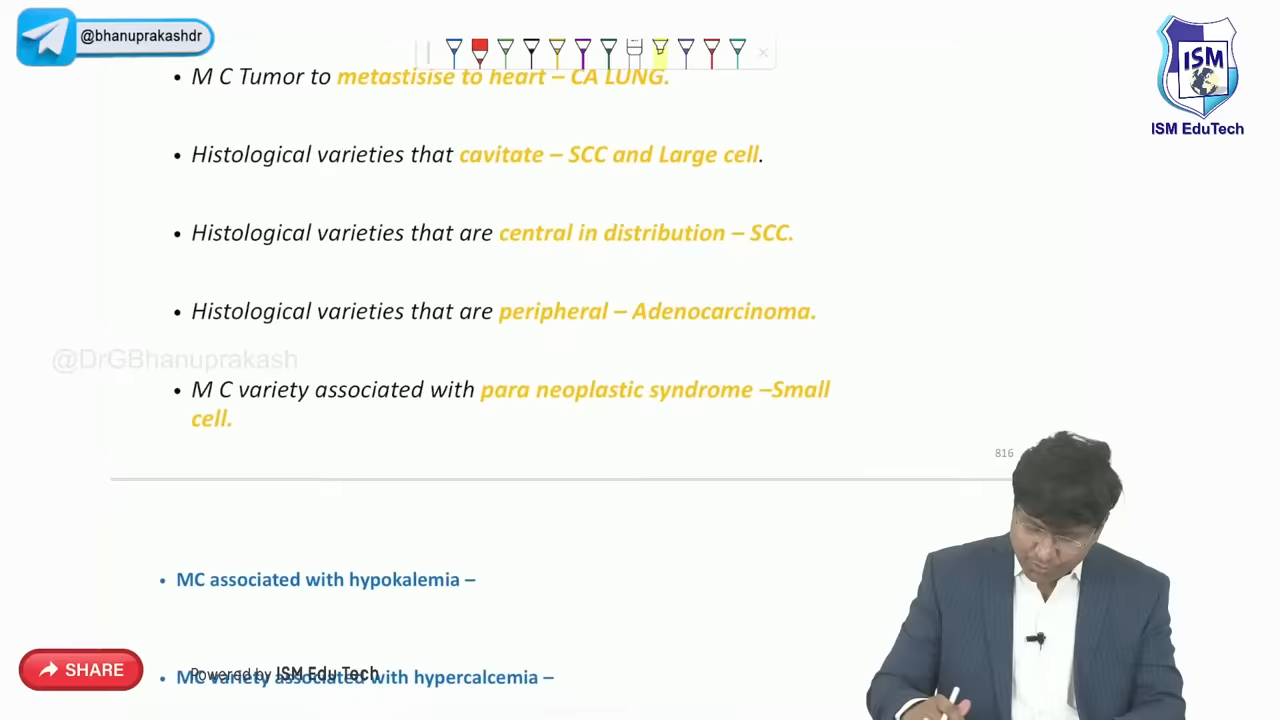 @bhanuprakashdr
ISM
ISM EduTech
• M C Tumor to metastisise to heart – CA LUNG.
• Histological varieties that cavitate – SCC and Large cell.
• Histological varieties that are central in distribution – SCC.
• Histological varieties that are peripheral – Adenocarcinoma.
@DrGBhanuprakash
• M C variety associated with para neoplastic syndrome –Small
cell.
816
• MC associated with hypokalemia –
SHARE
Powered by ISM EduTech
• MC variety associated with hypercalcemia –